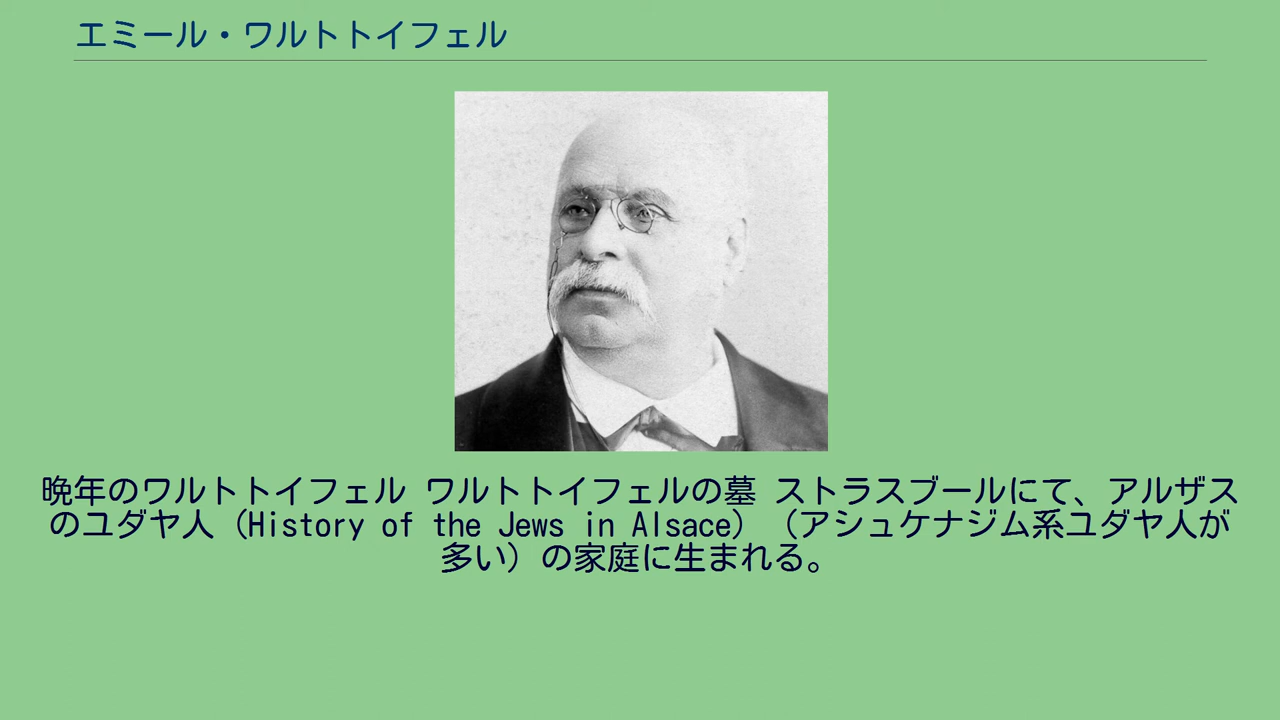 エミール・ワルトトイフェル
晩年のワルトトイフェル ワルトトイフェルの墓 ストラスブールにて、アルザス
のユダヤ人（History of the Jews in Alsace）（アシュケナジム系ユダヤ人が
多い）の家庭に生まれる。